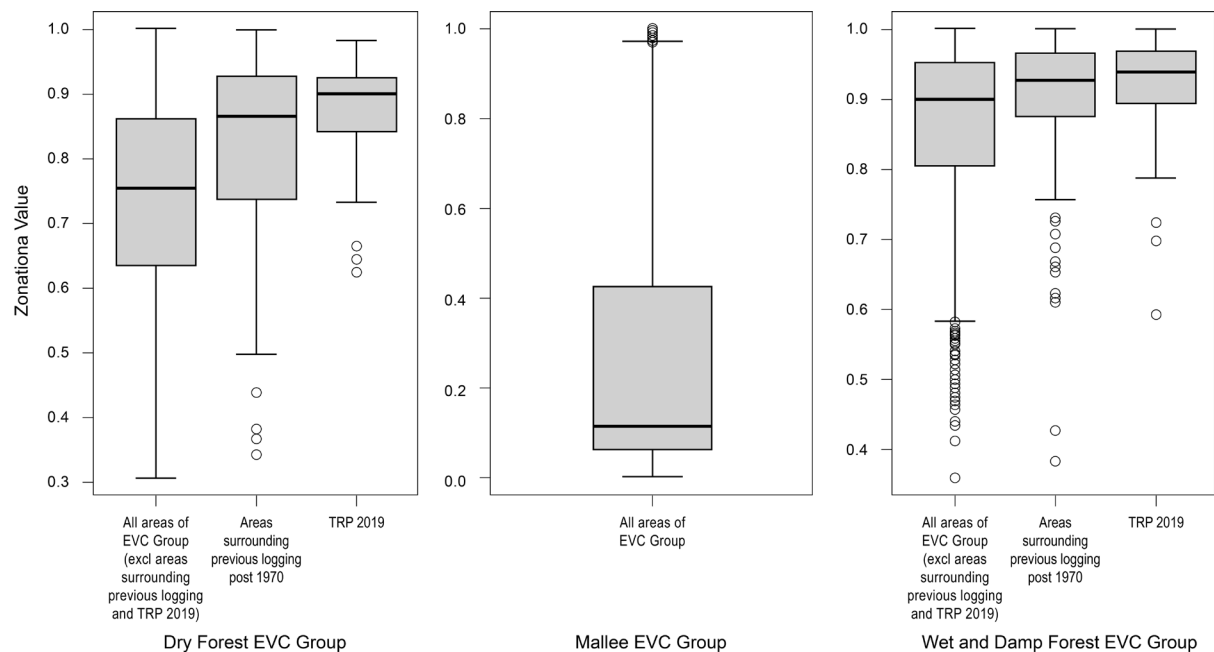 Zonationa Value
1.0
0.9
0.8
0.7
0.6
0.5
0.4
0.3
All areas of
EVC Group
(excl areas
surrounding
previous logging
and TRP 2019)
Areas
surrounding
previous logging
post 1970
TRP 2019
Dry Forest EVC Group
1.0
0.8
0.6
0.4
0.2
0.0
All areas of
EVC Group
Mallee EVC Group
1.0
0.9
0.8
0.7
0.6
0.5
0.4
All areas of
EVC Group
(excl areas
surrounding
previous logging
and TRP 2019)
Areas
surrounding
previous logging
post 1970
TRP 2019
Wet and Damp Forest EVC Group